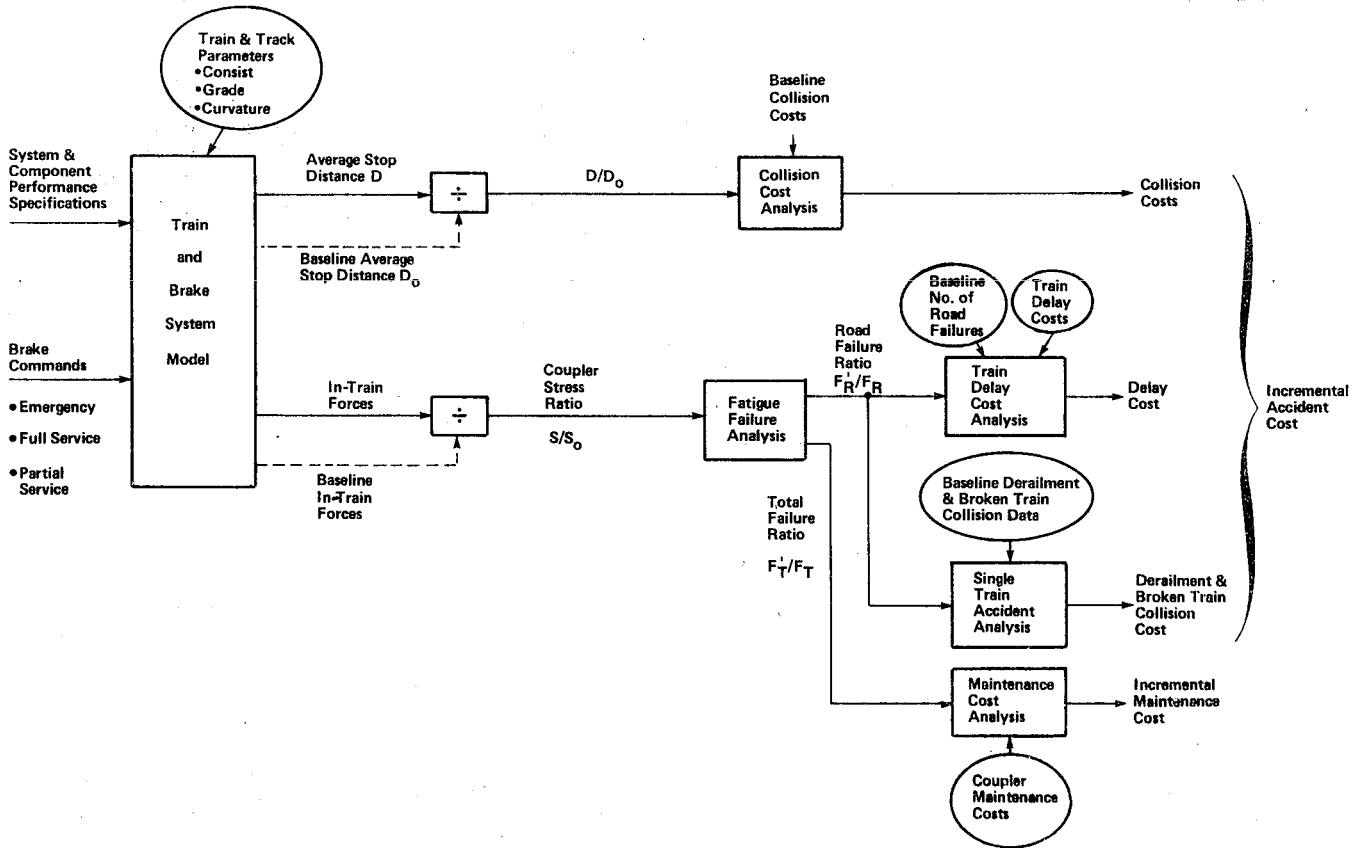 Train & Track
Parameters
•Consist
•Grade
•Curvature
System &
Component
Performance
Specifications
Brake
Commands
•Emergency
•Full Service
•Partial
Service
Train
and
Brake
System
Model
Average Stop
Distance D
÷
Baseline Average
Stop Distance Do
D/Do
Baseline
Collision
Costs
Collision
Cost
Analysis
Collision
Costs
In-Train
Forces
÷
Baseline
In-Train
Forces
Coupler
Stress
Ratio
S/So
Fatigue
Failure
Analysis
Road
Failure
Ratio
F'R/FR
Baseline
No. of
Road
Failures
Train
Delay
Costs
Train
Delay
Cost
Analysis
Delay
Cost
Incremental
Accident
Cost
Total
Failure
Ratio
F'T/FT
Baseline Derailment
& Broken Train
Collision Data
Single
Train
Accident
Analysis
Derailment &
Broken Train
Collision
Cost
Maintenance
Cost
Analysis
Incremental
Maintenance
Cost
Coupler
Maintenance
Costs